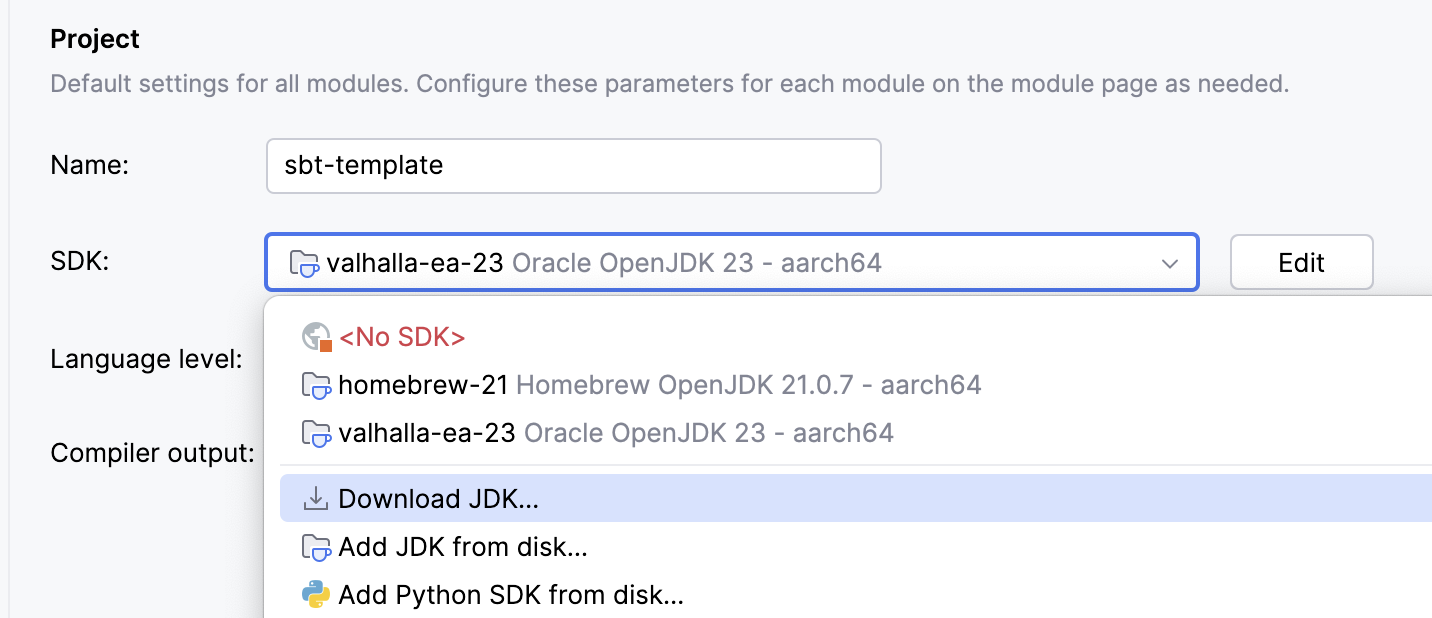 Project
Default settings for all modules. Configure these parameters for each module on the module page as needed.
Name: sbt-template
SDK: valhalla-ea-23 Oracle OpenJDK 23 - aarch64 Edit
<No SDK>
Language level:
homebrew-21 Homebrew OpenJDK 21.0.7 - aarch64
valhalla-ea-23 Oracle OpenJDK 23 - aarch64
Compiler output:
Download JDK...
Add JDK from disk...
Add Python SDK from disk...